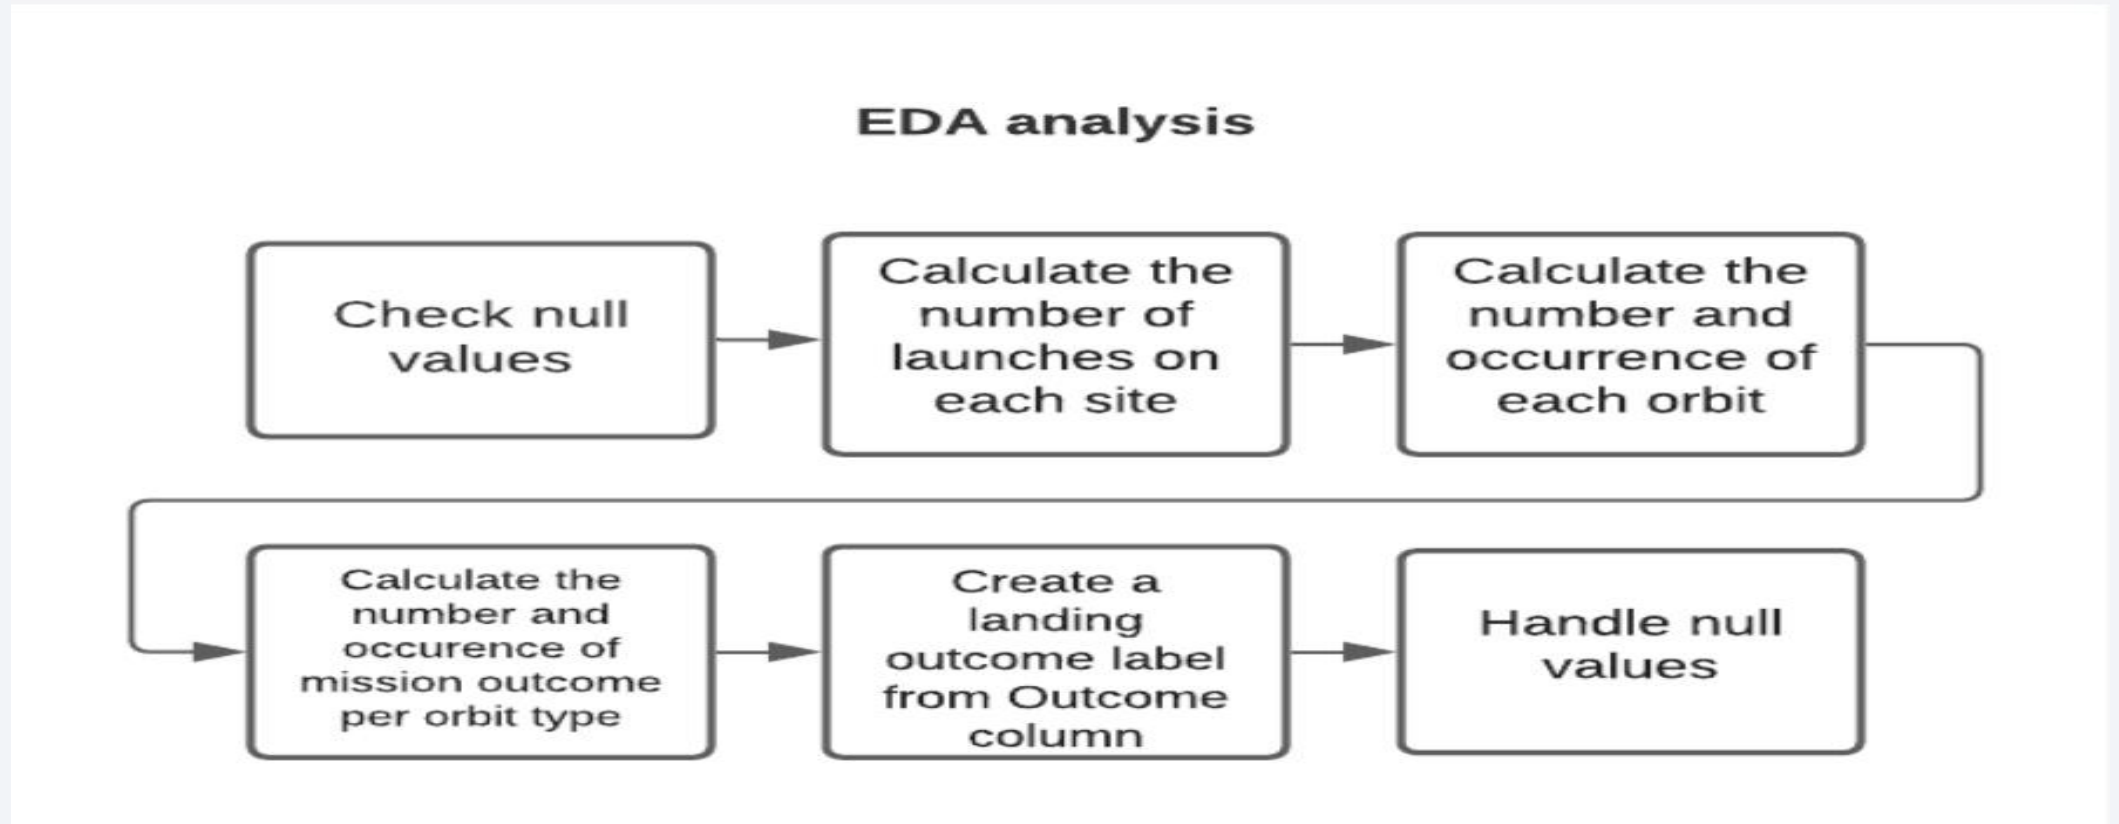 EDA analysis
Check null
values
Calculate the
number of
launches on
each site
Calculate the
number and
occurrence of
each orbit
Calculate the
number and
occurence of
mission outcome
per orbit type
Create a
landing
outcome label
from Outcome
column
Handle null
values